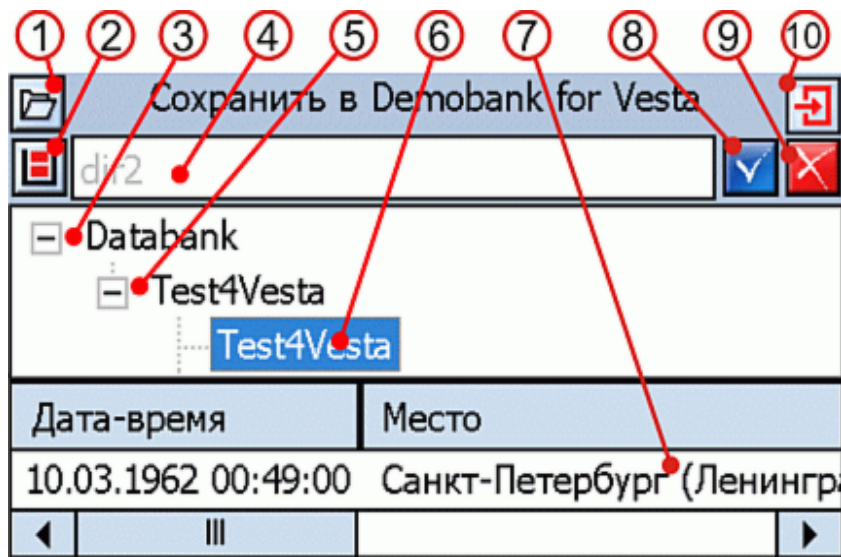 1 2 3 4 5 6 7 8 9 10
Сохранить в Demobank for Vesta
dir2
Databank
Test4Vesta
Test4Vesta
Дата-время Место
10.03.1962 00:49:00 Санкт-Петербург (Ленингра